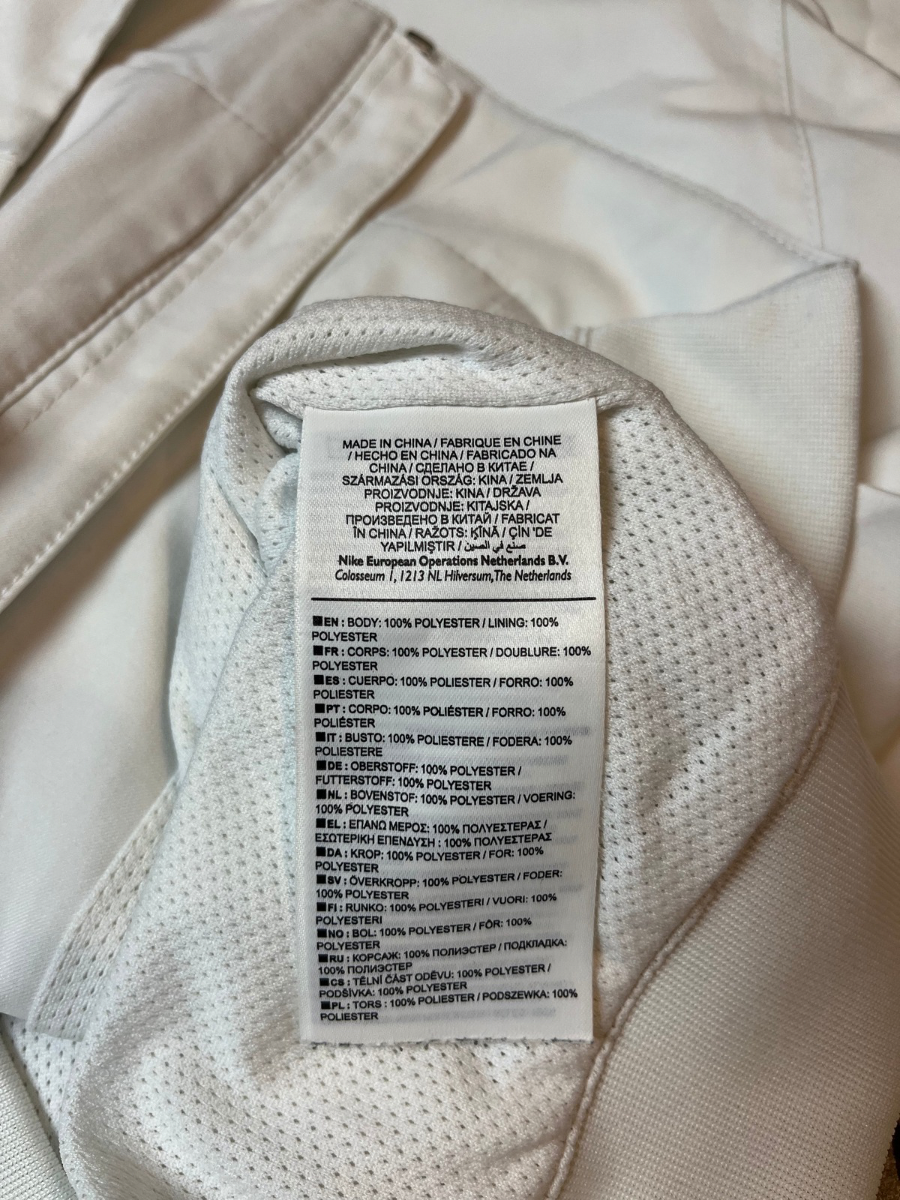 MADE IN CHINA / FABRIQUE EN CHINE
/ HECHO EN CHINA / FABRICADO NA
CHINA / СДЕЛАНО В КИТАЕ /
SZÁRMAZÁSI ORSZÁG: KINA / ZEMLJA
PROIZVODNJE: KINA / DRŽAVA
PROIZVODNJE: KITAJSKA /
ПРОИЗВЕДЕНО В КИТАЙ / FABRICAT
ÎN CHINA / RAŽOTS: ĶĪNĀ / ÇİN 'DE
YAPILMIŞTIR / صنع في الصين
Nike European Operations Netherlands B.V.
Colosseum 1, 1213 NL Hilversum, The Netherlands
■EN : BODY: 100% POLYESTER / LINING: 100%
POLYESTER
■FR : CORPS: 100% POLYESTER / DOUBLURE: 100%
POLYESTER
■ES : CUERPO: 100% POLIESTER / FORRO: 100%
POLIESTER
■PT : CORPO: 100% POLIÉSTER / FORRO: 100%
POLIÉSTER
■IT : BUSTO: 100% POLIESTERE / FODERA: 100%
POLIESTERE
■DE : OBERSTOFF: 100% POLYESTER /
FUTTERSTOFF: 100% POLYESTER
■NL : BOVENSTOF: 100% POLYESTER / VOERING:
100% POLYESTER
■EL : ΕΠΑΝΩ ΜΕΡΟΣ: 100% ΠΟΛΥΕΣΤΕΡΑΣ /
ΕΣΩΤΕΡΙΚΗ ΕΠΕΝΔΥΣΗ : 100% ΠΟΛΥΕΣΤΕΡΑΣ
■DA : KROP: 100% POLYESTER / FOR: 100%
POLYESTER
■SV : ÖVERKROPP: 100% POLYESTER / FODER:
100% POLYESTER
■FI : RUNKO: 100% POLYESTERI / VUORI: 100%
POLYESTERI
■NO : BOL: 100% POLYESTER / FÔR: 100%
POLYESTER
■RU : КОРСАЖ: 100% ПОЛИЭСТЕР / ПОДКЛАДКА:
100% ПОЛИЭСТЕР
■CS : TĚLNÍ ČÁST ODĚVU: 100% POLYESTER /
PODŠÍVKA: 100% POLYESTER
■PL : TORS : 100% POLIESTER / PODSZEWKA: 100%
POLIESTER